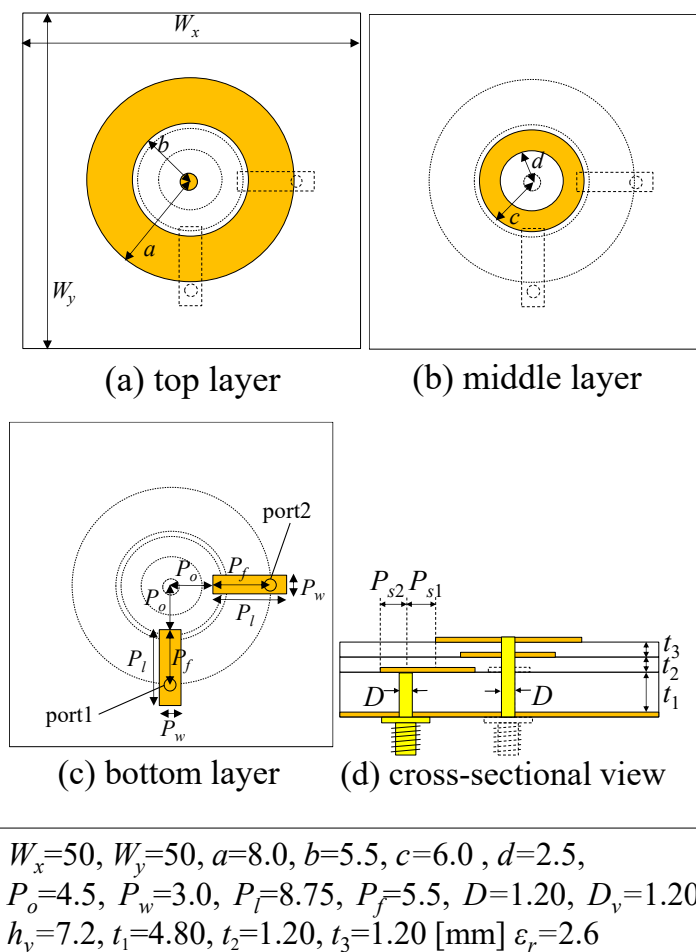 W_x
b
a
W_y
d
c
(a) top layer
(b) middle layer
port2
P_o
P_f
P_w
P_o
P_l
P_l
P_f
port1
P_w
P_s2
P_s1
t_3
t_2
D
D
t_1
(c) bottom layer
(d) cross-sectional view
W_x=50, W_y=50, a=8.0, b=5.5, c=6.0 , d=2.5,
P_o=4.5, P_w=3.0, P_l=8.75, P_f=5.5, D=1.20, D_v=1.20
h_v=7.2, t_1=4.80, t_2=1.20, t_3=1.20 [mm] ε_r=2.6